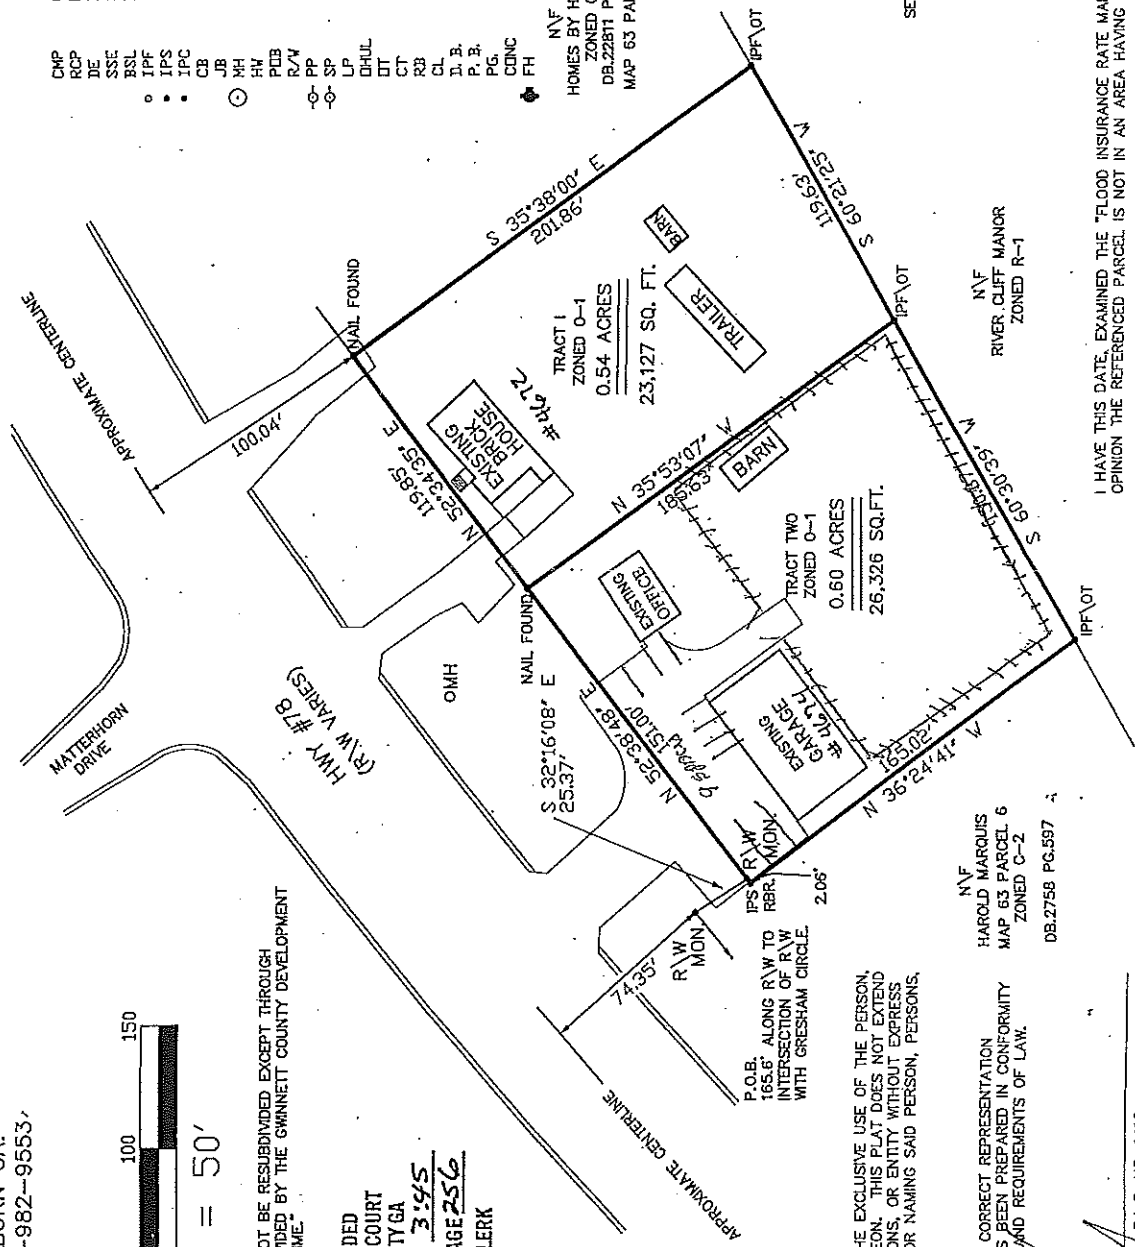 -982-9553,
100
150
= 50'
OT BE RESUBDIVIDED EXCEPT THROUGH
VIDED BY THE GWINNETT COUNTY DEVELOPMENT
DED
COURT
TY GA
3:45
AGE 256
LERK
CMP
RCP
DE
SSE
BSL
IPF
IPS
IPC
CB
JB
MH
HW
POB
R/W
PP
SP
LP
OHUL
OT
CT
RB
CL
D. B.
P. B.
PG.
CONC
FH
N\F
HOMES BY H
ZONED
DB.22811 P
MAP 63 PA
APPROXIMATE CENTERLINE
100.04'
NAIL FOUND
MATTERHORN
DRIVE
HWY #78
(R\W VARIES)
OMH
S 35°38'00" E
201.86'
IPF\OT
N 52°34'35" E
119.85'
EXISTING
BRICK
HOUSE
#4672
TRACT 1
ZONED O-1
0.54 ACRES
23,127 SQ. FT.
TRAILER
BARN
S 60°21'25" W
119.63'
NAIL FOUND
S 32°16'08" E
25.37'
N 52°38'48" E
151.00'
9 spaces
EXISTING
OFFICE
N 35°53'07" W
185.63'
BARN
TRACT TWO
ZONED O-1
0.60 ACRES
26,326 SQ.FT.
EXISTING
GARAGE
#4674
IPF\OT
S 60°30'39" W
IPF\OT
N 36°24'41" W
165.02'
R\W
MON.
IPS
RBR.
2.06'
R\W
MON.
74.35'
APPROXIMATE CENTERLINE
P.O.B.
165.6' ALONG R\W TO
INTERSECTION OF R\W
WITH GRESHAM CIRCLE.
N\F
HAROLD MARQUIS
MAP 63 PARCEL 6
ZONED C-2
DB.2758 PG.597
N\F
RIVER CLIFF MANOR
ZONED R-1
SE
HE EXCLUSIVE USE OF THE PERSON,
EON. THIS PLAT DOES NOT EXTEND
ONS, OR ENTITY WITHOUT EXPRESS
OR NAMING SAID PERSON, PERSONS,
CORRECT REPRESENTATION
S BEEN PREPARED IN CONFORMITY
AND REQUIREMENTS OF LAW.
I HAVE THIS DATE, EXAMINED THE "FLOOD INSURANCE RATE MA
OPINION THE REFERENCED PARCEL IS NOT IN AN AREA HAVING